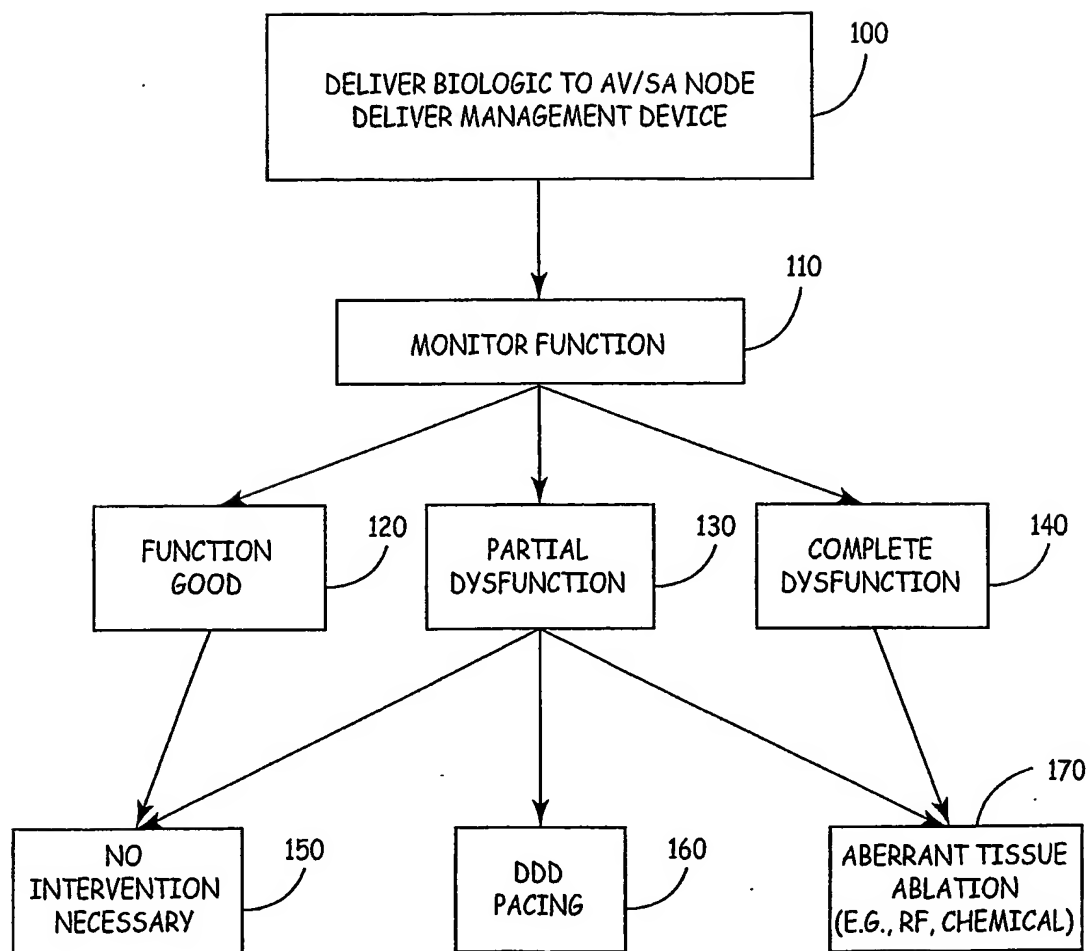 100
DELIVER BIOLOGIC TO AV/SA NODE
DELIVER MANAGEMENT DEVICE
110
MONITOR FUNCTION
FUNCTION
GOOD
120
PARTIAL
DYSFUNCTION
130
COMPLETE
DYSFUNCTION
140
NO
INTERVENTION
NECESSARY
150
DDD
PACING
160
170
ABERRANT TISSUE
ABLATION
(E.G., RF, CHEMICAL)